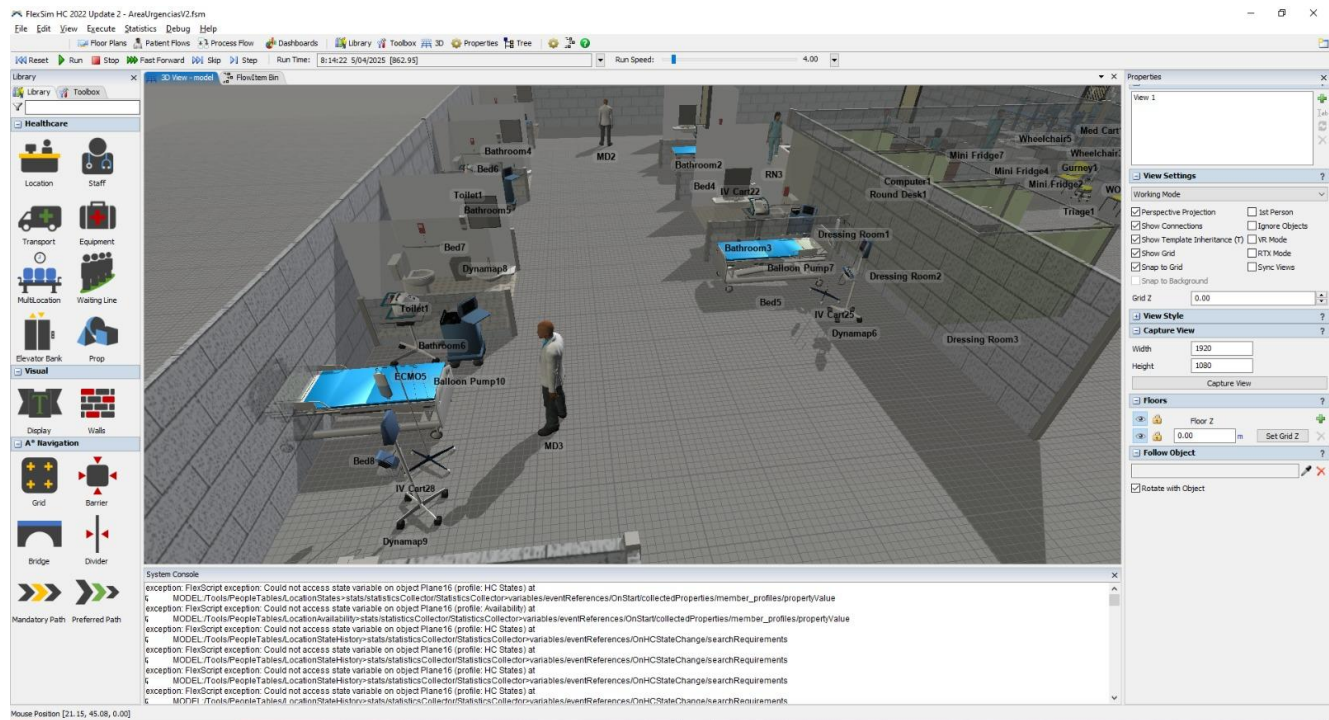 FlexSim HC 2022 Update 2 - AreaUrgenciasV2.fsm
File Edit View Execute Statistics Debug Help
Floor Plans Patient Flows Process Flow Dashboards Library Toolbox 3D Properties Tree
Reset Run Stop Fast Forward Skip Step Run Time: 8:14:22 5/04/2025 [862.95] Run Speed: 4.00
Library
Library Toolbox
Healthcare
Location Staff
Transport Equipment
MultiLocation Waiting Line
Elevator Bank Prop
Visual
Display Walls
A* Navigation
Grid Barrier
Bridge Divider
Mandatory Path Preferred Path
3D View - model FlowItem Bin
MD2
Bathroom4
Bed6
Toilet1
Bathroom5
Bed7
Dynamap8
Toilet1
Bathroom6
ECMO5
Balloon Pump10
Bed8
IV Cart28
Dynamap9
MD3
Bathroom2
RN3
Bed4
IV Cart22
Computer1
Round Desk1
Dressing Room1
Bathroom3
Balloon Pump7
Dressing Room2
Bed5
IV Cart25
Dynamap6
Dressing Room3
Wheelchair5
Med Cart
Mini Fridge7
Wheelchair
Mini Fridge4
Gurney1
Mini Fridge2
WO
Triage1
System Console
exception: FlexScript exception: Could not access state variable on object Plane16 (profile: HC States) at
MODEL:/Tools/PeopleTables/LocationStates>stats/statisticsCollector/StatisticsCollector>variables/eventReferences/OnStart/collectedProperties/member_profiles/propertyValue
exception: FlexScript exception: Could not access state variable on object Plane16 (profile: Availability) at
MODEL:/Tools/PeopleTables/LocationAvailability>stats/statisticsCollector/StatisticsCollector>variables/eventReferences/OnStart/collectedProperties/member_profiles/propertyValue
exception: FlexScript exception: Could not access state variable on object Plane16 (profile: HC States) at
MODEL:/Tools/PeopleTables/LocationStateHistory>stats/statisticsCollector/StatisticsCollector>variables/eventReferences/OnHCStateChange/searchRequirements
exception: FlexScript exception: Could not access state variable on object Plane16 (profile: HC States) at
MODEL:/Tools/PeopleTables/LocationStateHistory>stats/statisticsCollector/StatisticsCollector>variables/eventReferences/OnHCStateChange/searchRequirements
exception: FlexScript exception: Could not access state variable on object Plane16 (profile: HC States) at
MODEL:/Tools/PeopleTables/LocationStateHistory>stats/statisticsCollector/StatisticsCollector>variables/eventReferences/OnHCStateChange/searchRequirements
exception: FlexScript exception: Could not access state variable on object Plane16 (profile: HC States) at
MODEL:/Tools/PeopleTables/LocationStateHistory>stats/statisticsCollector/StatisticsCollector>variables/eventReferences/OnHCStateChange/searchRequirements
Properties
View 1
View Settings ?
Working Mode
Perspective Projection 1st Person
Show Connections Ignore Objects
Show Template Inheritance (T) VR Mode
Show Grid RTX Mode
Snap to Grid Sync Views
Snap to Background
Grid Z 0.00
View Style ?
Capture View ?
Width 1920
Height 1080
Capture View
Floors ?
Floor Z
0.00 m Set Grid Z
Follow Object ?
Rotate with Object
Mouse Position [21.15, 45.08, 0.00]